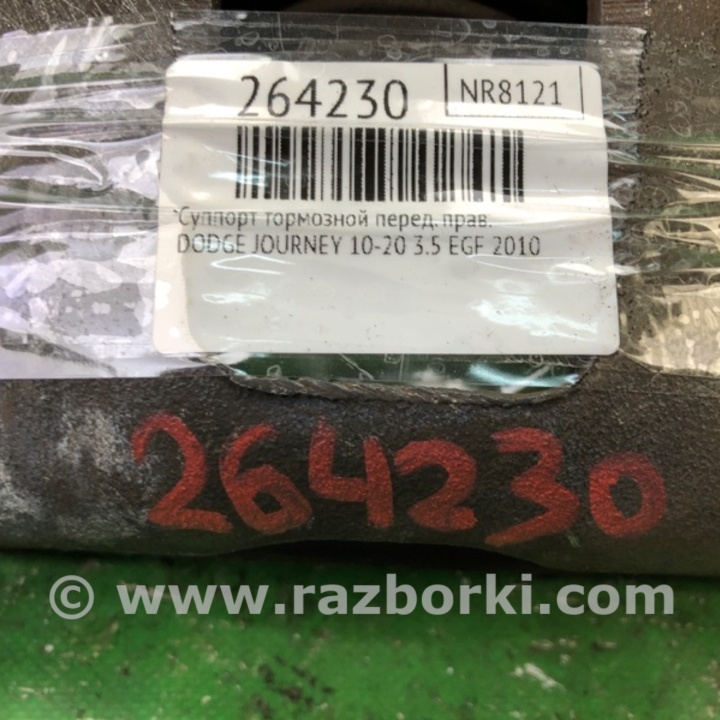 264230 NR8121
Суппорт тормозной перед. прав.
DODGE JOURNEY 10-20 3.5 EGF 2010
264230
© www.razborki.com